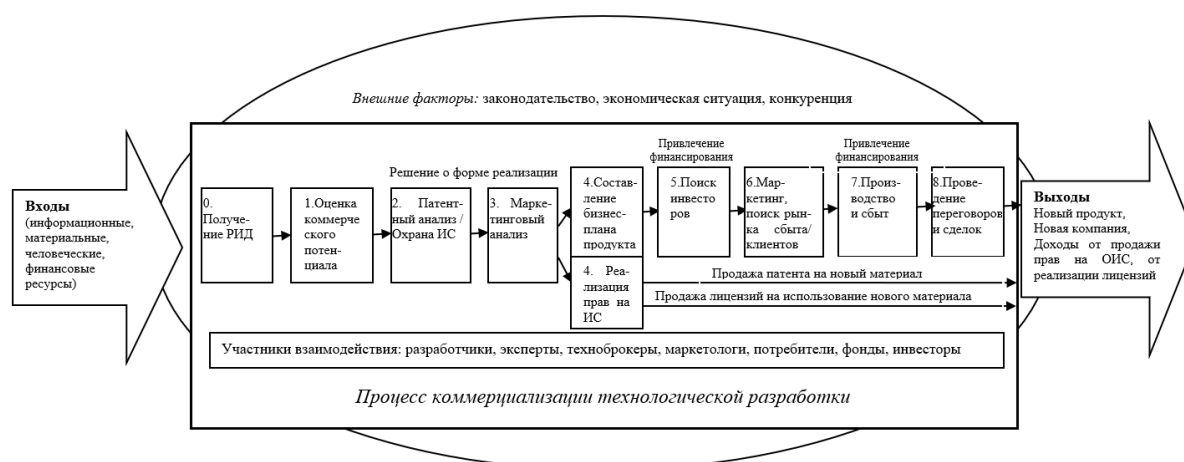 Внешние факторы: законодательство, экономическая ситуация, конкуренция
Входы
(информационные,
материальные,
человеческие,
финансовые
ресурсы)
Решение о форме реализации
Привлечение
финансирования
Привлечение
финансирования
0.
Получе-
ние РИД
1.Оценка
коммерче
ского
потен-
циала
2. Патент-
ный анализ /
Охрана ИС
3. Марке-
тинговый
анализ
4.Состав-
ление
бизнес-
плана
продукта
5.Поиск
инвесто
ров
6.Мар-
кетинг,
поиск рын-
ка сбыта/
клиентов
7.Произ-
водство
и сбыт
8.Прове-
дение
переговоров
и сделок
4. Реа-
лизация
прав на
ИС
Продажа патента на новый материал
Продажа лицензий на использование нового материала
Выходы
Новый продукт,
Новая компания,
Доходы от продажи
прав на ОИС, от
реализации лицензий
Участники взаимодействия: разработчики, эксперты, техноброкеры, маркетологи, потребители, фонды, инвесторы
Процесс коммерциализации технологической разработки